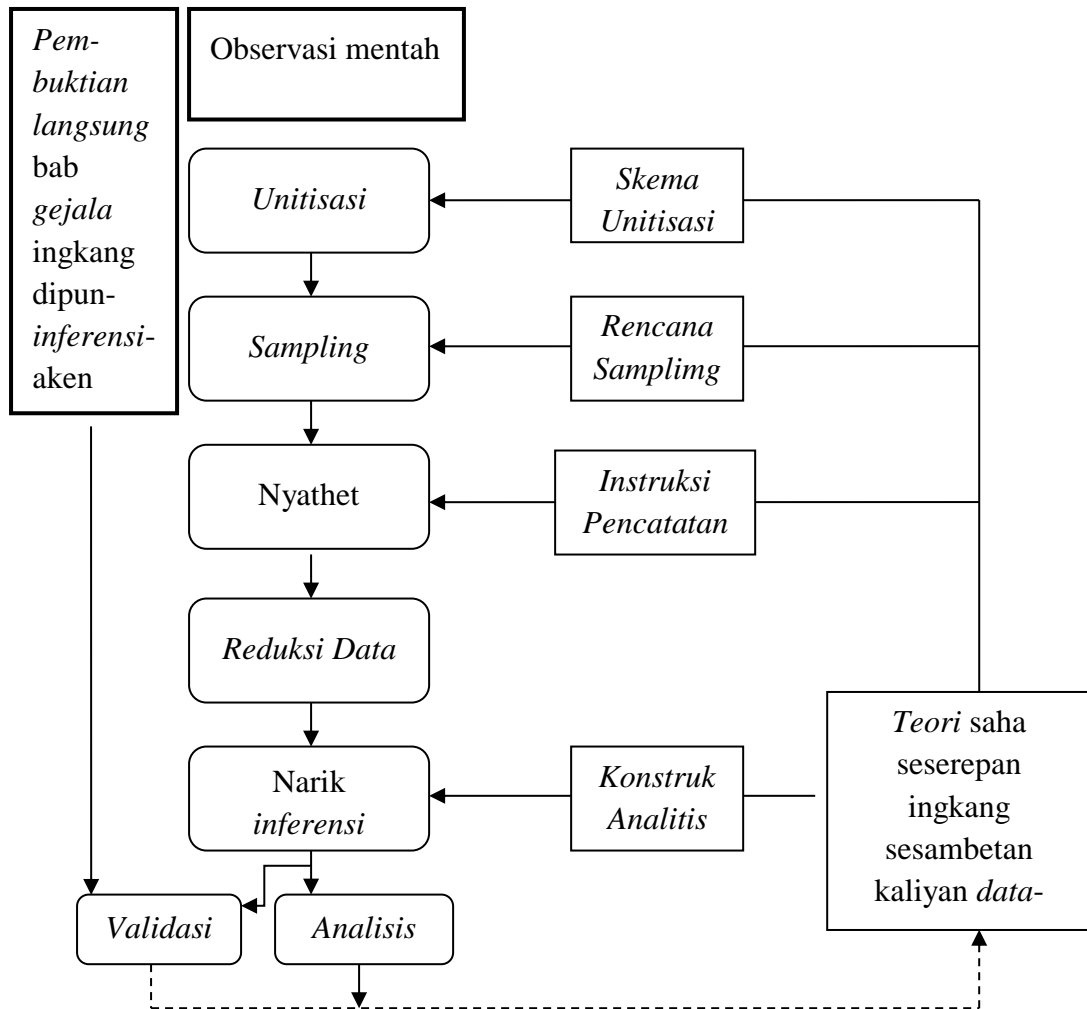 Pem-
buktian
langsung
bab
gejala
ingkang
dipun-
inferensi-
aken
Observasi mentah
Unitisasi
Skema
Unitisasi
Sampling
Rencana
Samplimg
Nyathet
Instruksi
Pencatatan
Reduksi Data
Narik
inferensi
Konstruk
Analitis
Teori saha
seserepan
ingkang
sesambetan
kaliyan data-
Validasi
Analisis